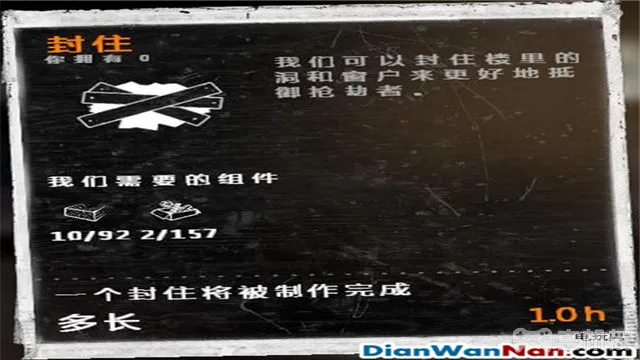 封住
你拥有 0
我们可以封住楼里的
洞和窗户来更好地抵
御抢劫者。
我们需要的组件
10/92 2/157
一个封住将被制作完成
多长
1.0 h
DianWanNan.com